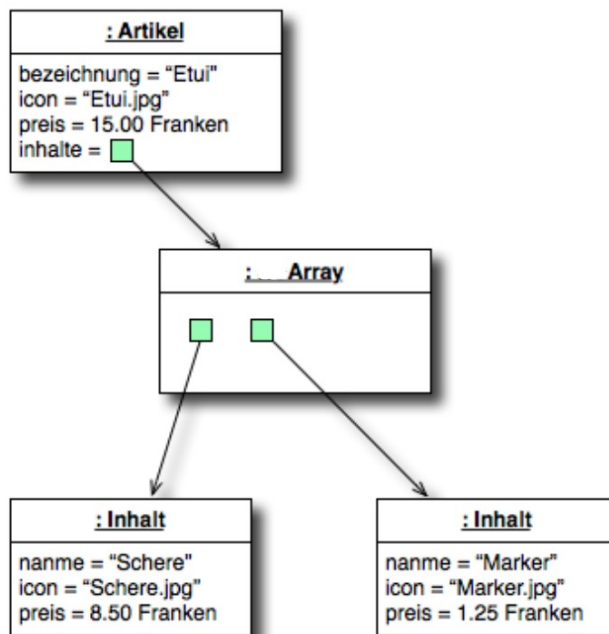 : Artikel
bezeichnung = “Etui"
icon = “Etui.jpg”
preis = 15.00 Franken
inhalte =
: Array
: Inhalt
nanme = “Schere"
icon = “Schere.jpg”
preis = 8.50 Franken
: Inhalt
nanme = “Marker”
icon = “Marker.jpg”
preis = 1.25 Franken